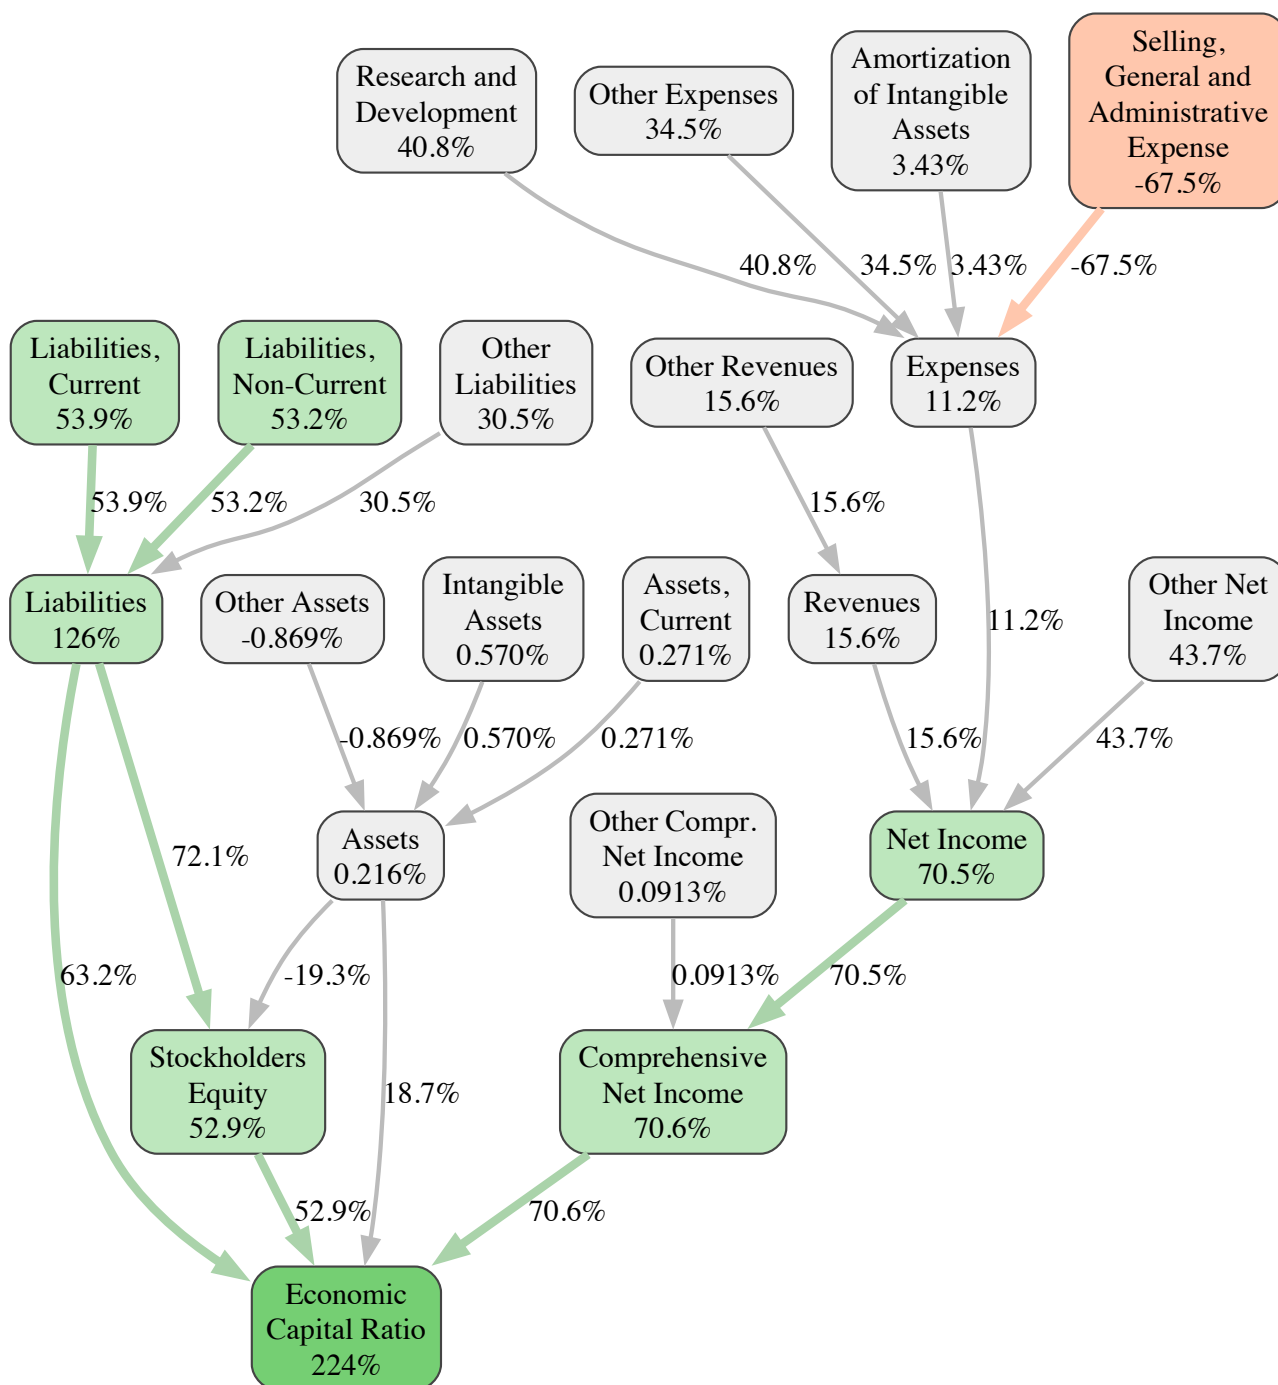 Research and
Development
40.8%
Other Expenses
34.5%
Amortization
of Intangible
Assets
3.43%
Selling,
General and
Administrative
Expense
-67.5%
40.8%
34.5%
3.43%
-67.5%
Liabilities,
Current
53.9%
Liabilities,
Non-Current
53.2%
Other
Liabilities
30.5%
Other Revenues
15.6%
Expenses
11.2%
53.9%
53.2%
30.5%
15.6%
Liabilities
126%
Other Assets
-0.869%
Intangible
Assets
0.570%
Assets,
Current
0.271%
Revenues
15.6%
11.2%
Other Net
Income
43.7%
-0.869%
0.570%
0.271%
15.6%
43.7%
72.1%
Assets
0.216%
Other Compr.
Net Income
0.0913%
Net Income
70.5%
63.2%
-19.3%
0.0913%
70.5%
Stockholders
Equity
52.9%
18.7%
Comprehensive
Net Income
70.6%
52.9%
70.6%
Economic
Capital Ratio
224%